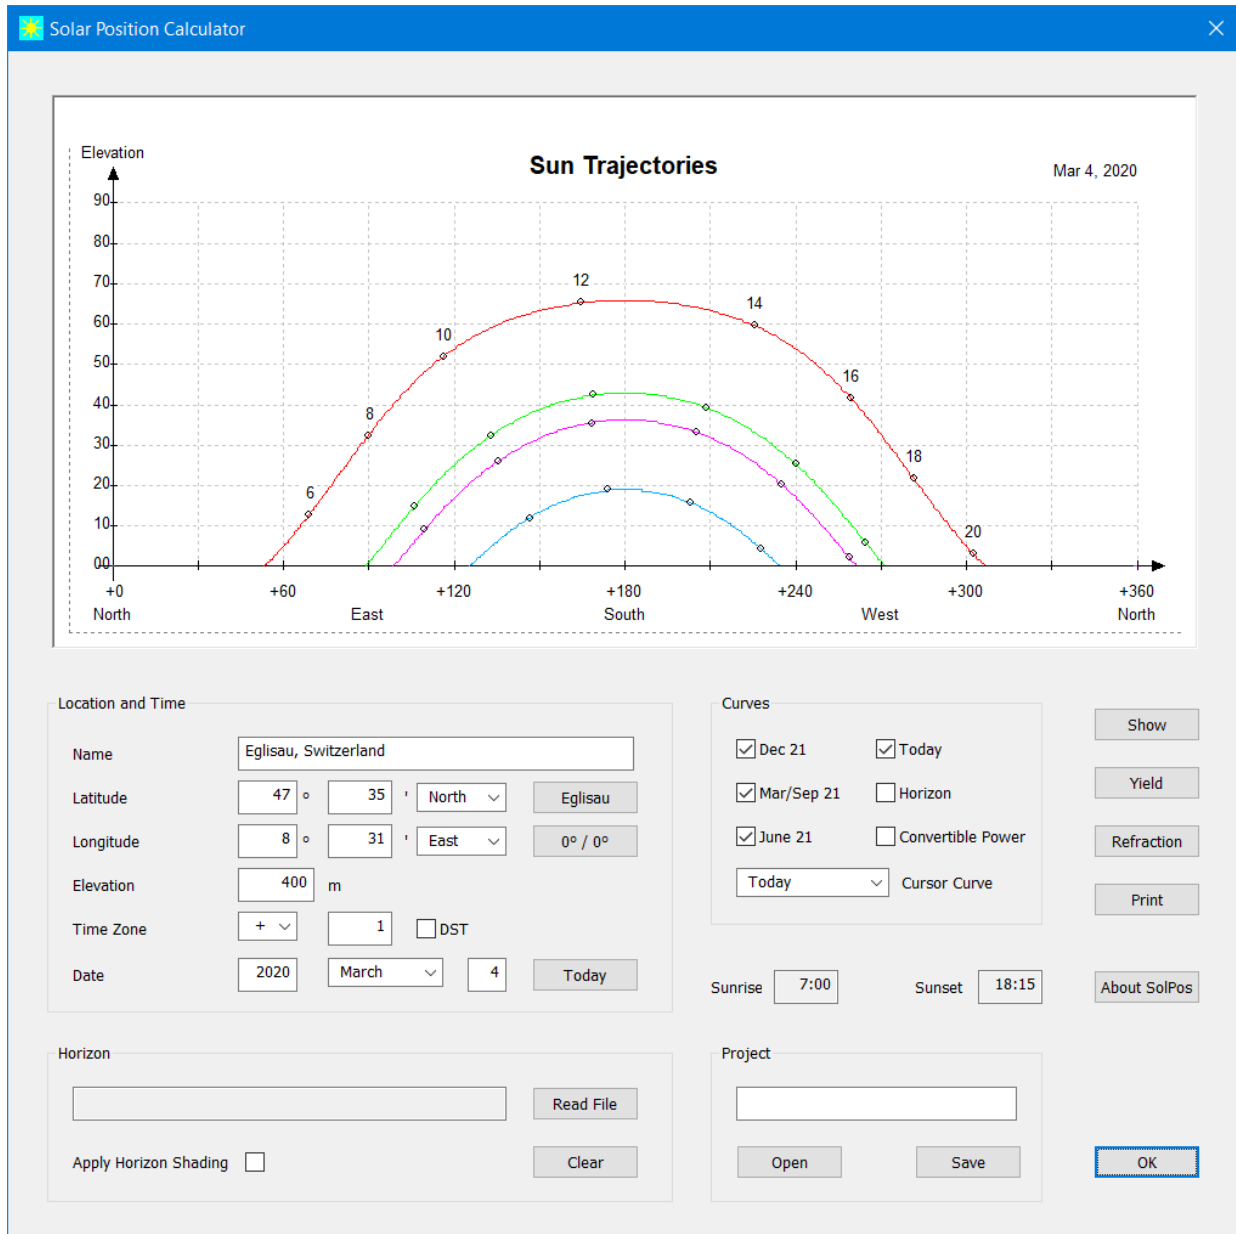 Solar Position Calculator
Elevation
Sun Trajectories
Mar 4, 2020
90
80
70
60
50
40
30
20
10
00
6
8
10
12
14
16
18
20
+0 +60 +120 +180 +240 +300 +360
North East South West North
Location and Time
Name Eglisau, Switzerland
Latitude 47 º 35 ' North Eglisau
Longitude 8 º 31 ' East 0º / 0º
Elevation 400 m
Time Zone + 1 DST
Date 2020 March 4 Today
Curves
Dec 21 Today
Mar/Sep 21 Horizon
June 21 Convertible Power
Today Cursor Curve
Show
Yield
Refraction
Print
Sunrise 7:00 Sunset 18:15 About SolPos
Horizon
Read File
Apply Horizon Shading Clear
Project
Open Save
OK